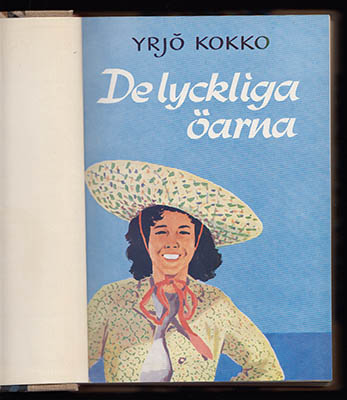 YRJÖ KOKKO
De lyckliga
öarna